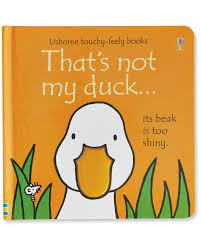 Usborne touchy-feely books
That's not
my duck...
its beak is too
shiny.